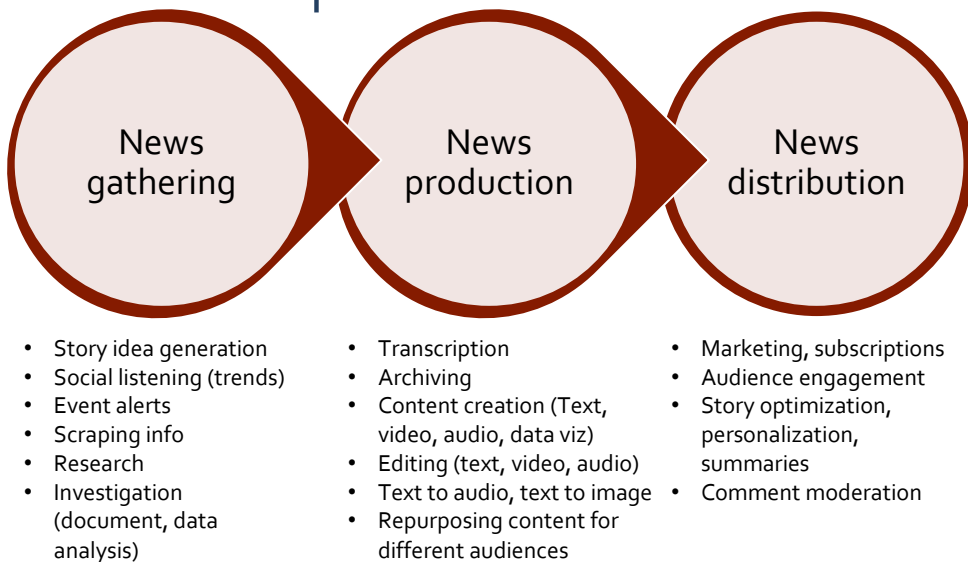 News
gathering
News
production
News
distribution
• Story idea generation
• Social listening (trends)
• Event alerts
• Scraping info
• Research
• Investigation
(document, data
analysis)
• Transcription
• Archiving
• Content creation (Text,
video, audio, data viz)
• Editing (text, video, audio)
• Text to audio, text to image
• Repurposing content for
different audiences
• Marketing, subscriptions
• Audience engagement
• Story optimization,
personalization,
summaries
• Comment moderation